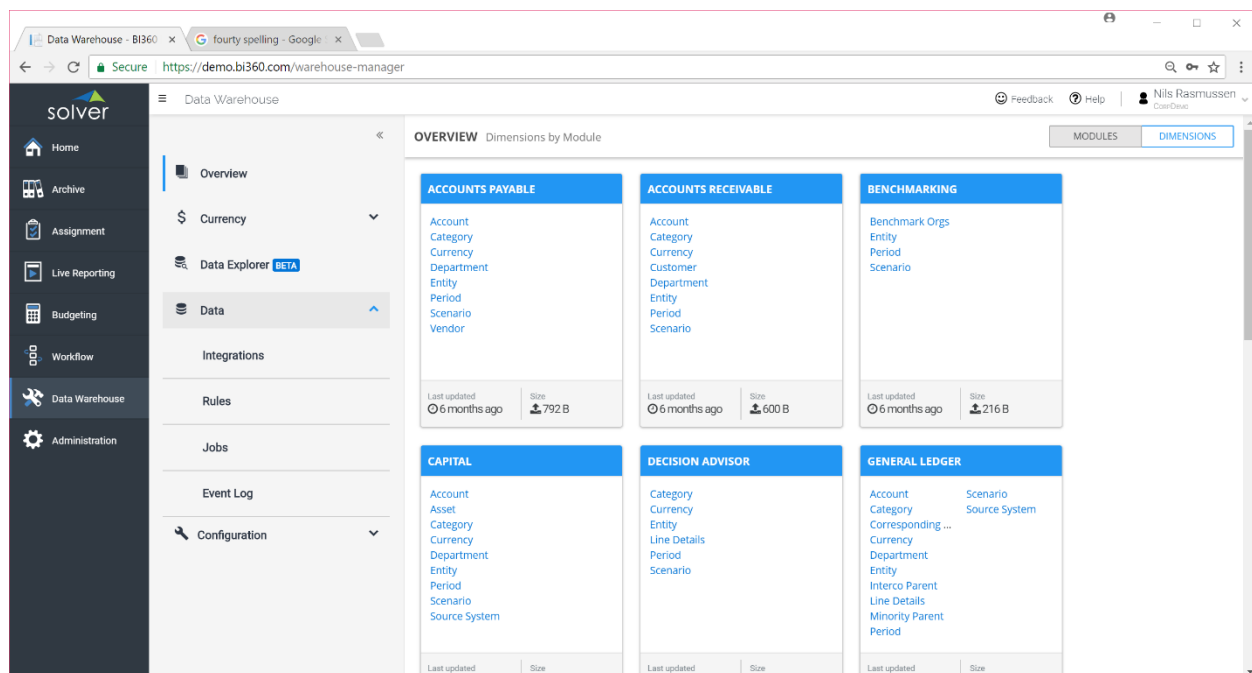 Data Warehouse - BI360
fourty spelling - Google
Secure https://demo.bi360.com/warehouse-manager
solver
Home
Archive
Assignment
Live Reporting
Budgeting
Workflow
Data Warehouse
Administration
Data Warehouse
Feedback
Help
Nils Rasmussen
Overview
$ Currency
Data Explorer BETA
Data
Integrations
Rules
Jobs
Event Log
Configuration
OVERVIEW Dimensions by Module
MODULES
DIMENSIONS
ACCOUNTS PAYABLE
Account
Category
Currency
Department
Entity
Period
Scenario
Vendor
Last updated
6 months ago
Size
792 B
ACCOUNTS RECEIVABLE
Account
Category
Currency
Customer
Department
Entity
Period
Scenario
Last updated
6 months ago
Size
600 B
BENCHMARKING
Benchmark Orgs
Entity
Period
Scenario
Last updated
6 months ago
Size
216 B
CAPITAL
Account
Asset
Category
Currency
Department
Entity
Period
Scenario
Source System
Last updated
Size
DECISION ADVISOR
Category
Currency
Entity
Line Details
Period
Scenario
Last updated
Size
GENERAL LEDGER
Account
Category
Corresponding ...
Currency
Department
Entity
Interco Parent
Line Details
Minority Parent
Period
Scenario
Source System
Last updated
Size